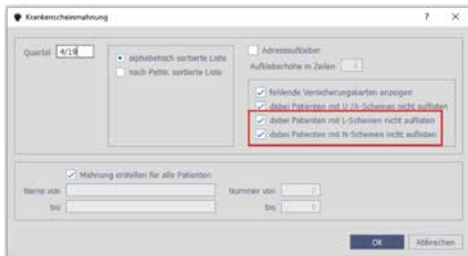 Krankenscheinmahnung
Quartal 4/19
alphabetisch sortierte Liste
nach Patnr. sortierte Liste
Adressaufkleber
Aufkleberhöhe in Zeilen
fehlende Versicherungskarten anzeigen
dabei Patienten mit U-/A-Scheinen nicht auflisten
dabei Patienten mit L-Scheinen nicht auflisten
dabei Patienten mit N-Scheinen nicht auflisten
Mahnung erstellen für alle Patienten
Name von
Nummer von 0
bis
bis 0
OK
Abbrechen